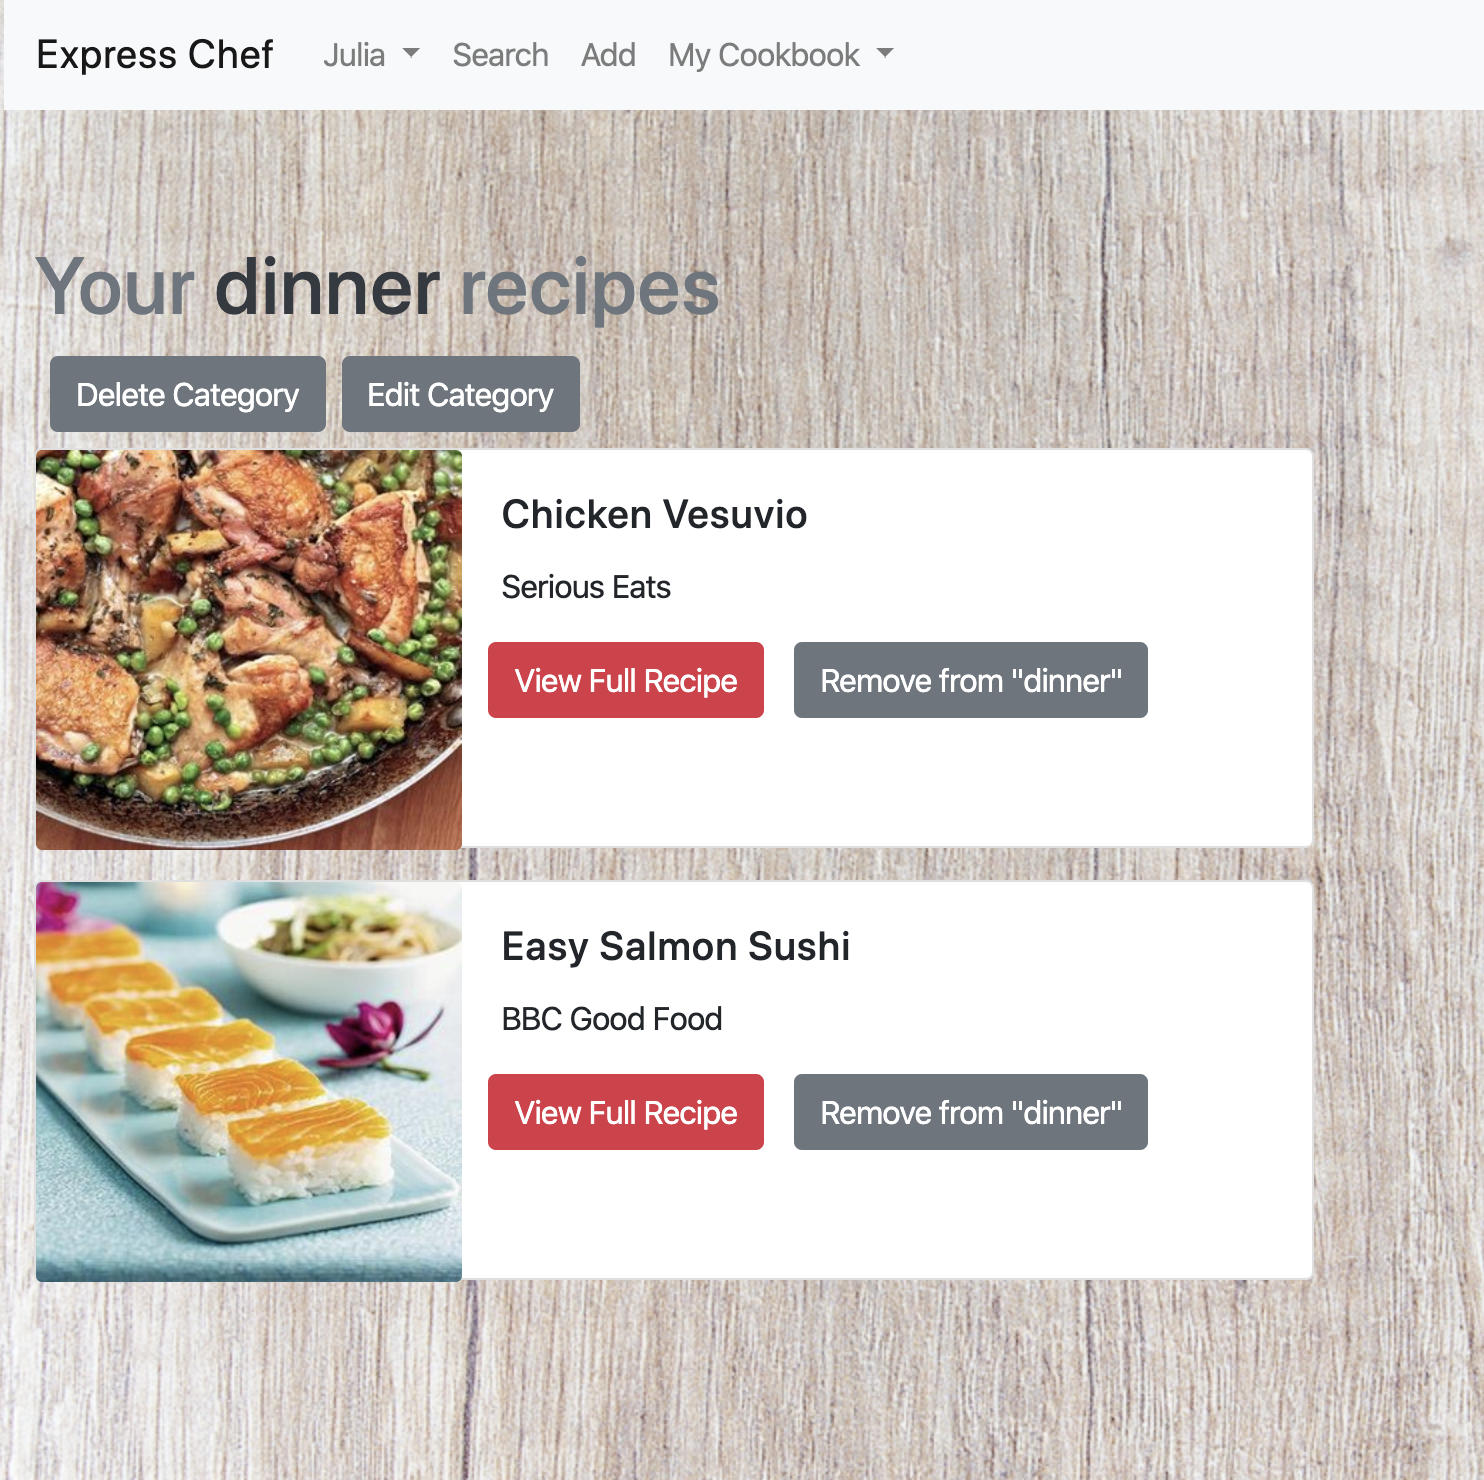 Express Chef Julia Search Add My Cookbook
Your dinner recipes
Delete Category Edit Category
Chicken Vesuvio
Serious Eats
View Full Recipe Remove from "dinner"
Easy Salmon Sushi
BBC Good Food
View Full Recipe Remove from "dinner"